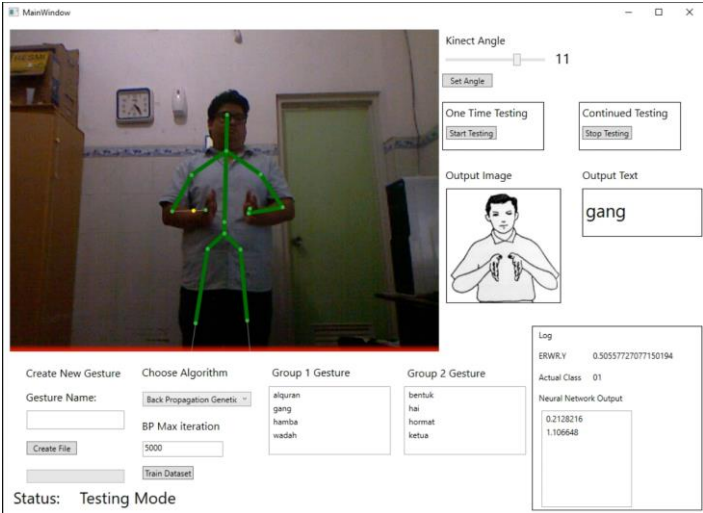 MainWindow
Kinect Angle
11
Set Angle
One Time Testing
Continued Testing
Start Testing
Stop Testing
Output Image
Output Text
gang
Create New Gesture
Choose Algorithm
Group 1 Gesture
Group 2 Gesture
Gesture Name:
Back Propagation Genetic
alquran
gang
hamba
wadah
bentuk
hai
hormat
ketua
BP Max iteration
Create File
5000
Train Dataset
Status: Testing Mode
Log
ERWR.Y 0.50557727077150194
Actual Class 01
Neural Network Output
0.2128216
1.106648